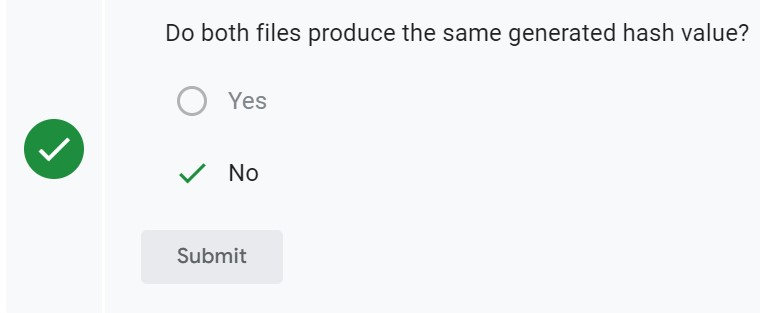 Do both files produce the same generated hash value?
Yes
No
Submit